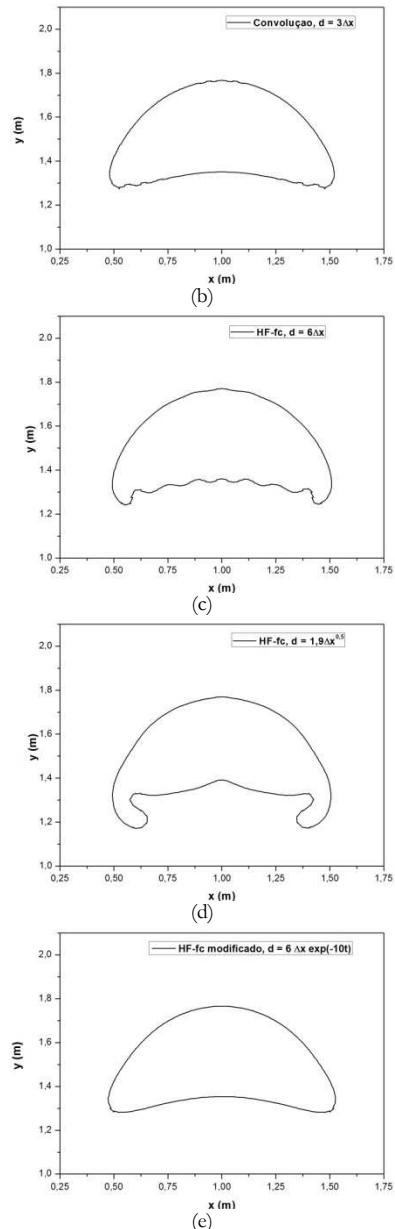 Convoluçao, d = 3Δx
2,0
1,8
1,6
1,4
1,2
1,0
y (m)
0,25 0,50 0,75 1,00 1,25 1,50 1,75
x (m)
(b)
HF-fc, d = 6Δx
2.0
1.8
1.6
1.4
1.2
1.0
y (m)
0,25 0,50 0,75 1,00 1,25 1,50 1,75
x (m)
(c)
HF-fc, d = 1,9Δx^0,5
2,0
1,8
1,6
1,4
1,2
1,0
y (m)
0,25 0,50 0,75 1,00 1,25 1,50 1,75
x (m)
(d)
HF-fc modificado, d = 6 Δx exp(-10t)
2,0
1,8
1,6
1,4
1,2
1,0
y (m)
0,25 0,50 0,75 1,00 1,25 1,50 1,75
x (m)
(e)